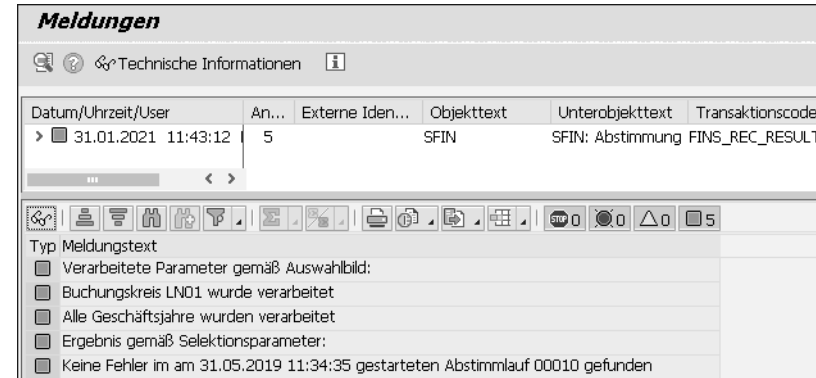 Meldungen
Technische Informationen
Datum/Uhrzeit/User An... Externe Iden... Objekttext Unterobjekttext Transaktionscode
31.01.2021 11:43:12 5 SFIN SFIN: Abstimmung FINS_REC_RESULT
STOP 0 0 0 5
Typ Meldungstext
Verarbeitete Parameter gemäß Auswahlbild:
Buchungskreis LN01 wurde verarbeitet
Alle Geschäftsjahre wurden verarbeitet
Ergebnis gemäß Selektionsparameter:
Keine Fehler im am 31.05.2019 11:34:35 gestarteten Abstimmlauf 00010 gefunden